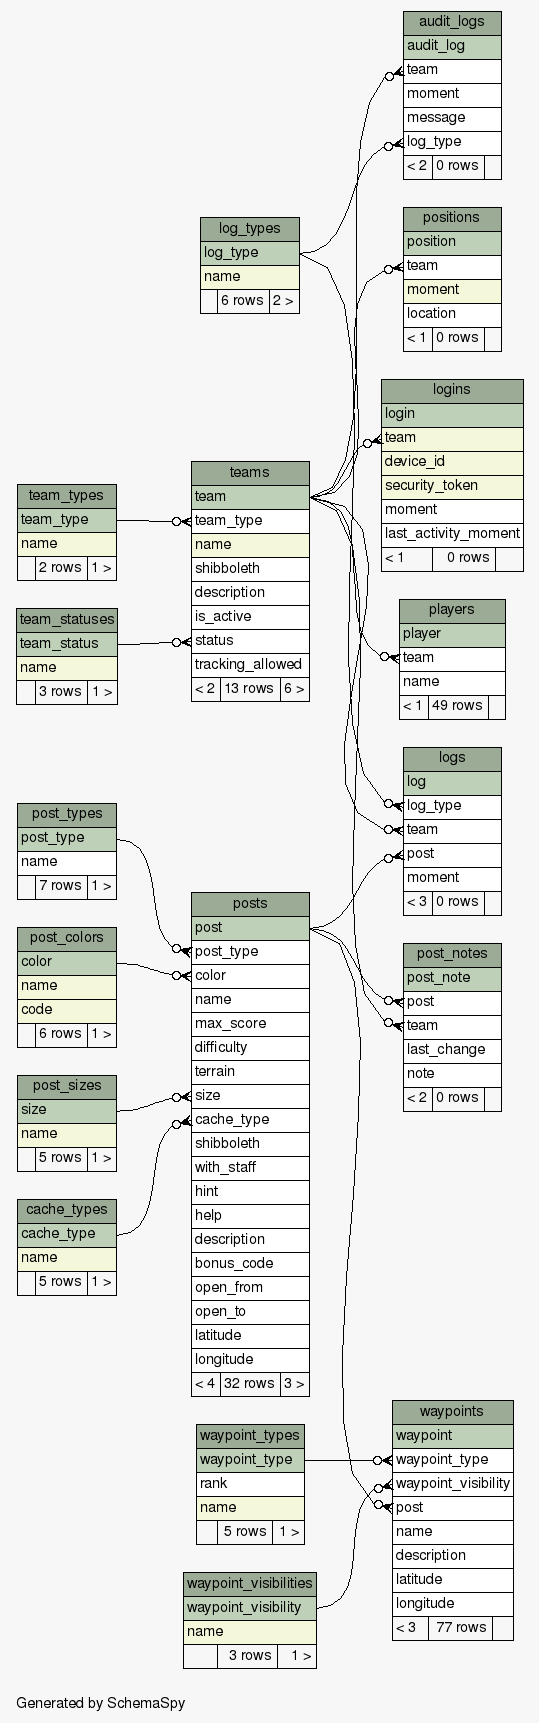 audit_logs
audit_log
team
moment
message
log_type
< 2 0 rows
positions
position
team
moment
location
< 1 0 rows
log_types
log_type
name
6 rows 2 >
logins
login
team
device_id
security_token
moment
last_activity_moment
< 1 0 rows
teams
team
team_type
name
shibboleth
description
is_active
status
tracking_allowed
< 2 13 rows 6 >
team_types
team_type
name
2 rows 1 >
team_statuses
team_status
name
3 rows 1 >
players
player
team
name
< 1 49 rows
logs
log
log_type
team
post
moment
< 3 0 rows
post_types
post_type
name
7 rows 1 >
post_colors
color
name
code
6 rows 1 >
post_sizes
size
name
5 rows 1 >
cache_types
cache_type
name
5 rows 1 >
posts
post
post_type
color
name
max_score
difficulty
terrain
size
cache_type
shibboleth
with_staff
hint
help
description
bonus_code
open_from
open_to
latitude
longitude
< 4 32 rows 3 >
post_notes
post_note
post
team
last_change
note
< 2 0 rows
waypoint_types
waypoint_type
rank
name
5 rows 1 >
waypoint_visibilities
waypoint_visibility
name
3 rows 1 >
waypoints
waypoint
waypoint_type
waypoint_visibility
post
name
description
latitude
longitude
< 3 77 rows
Generated by SchemaSpy